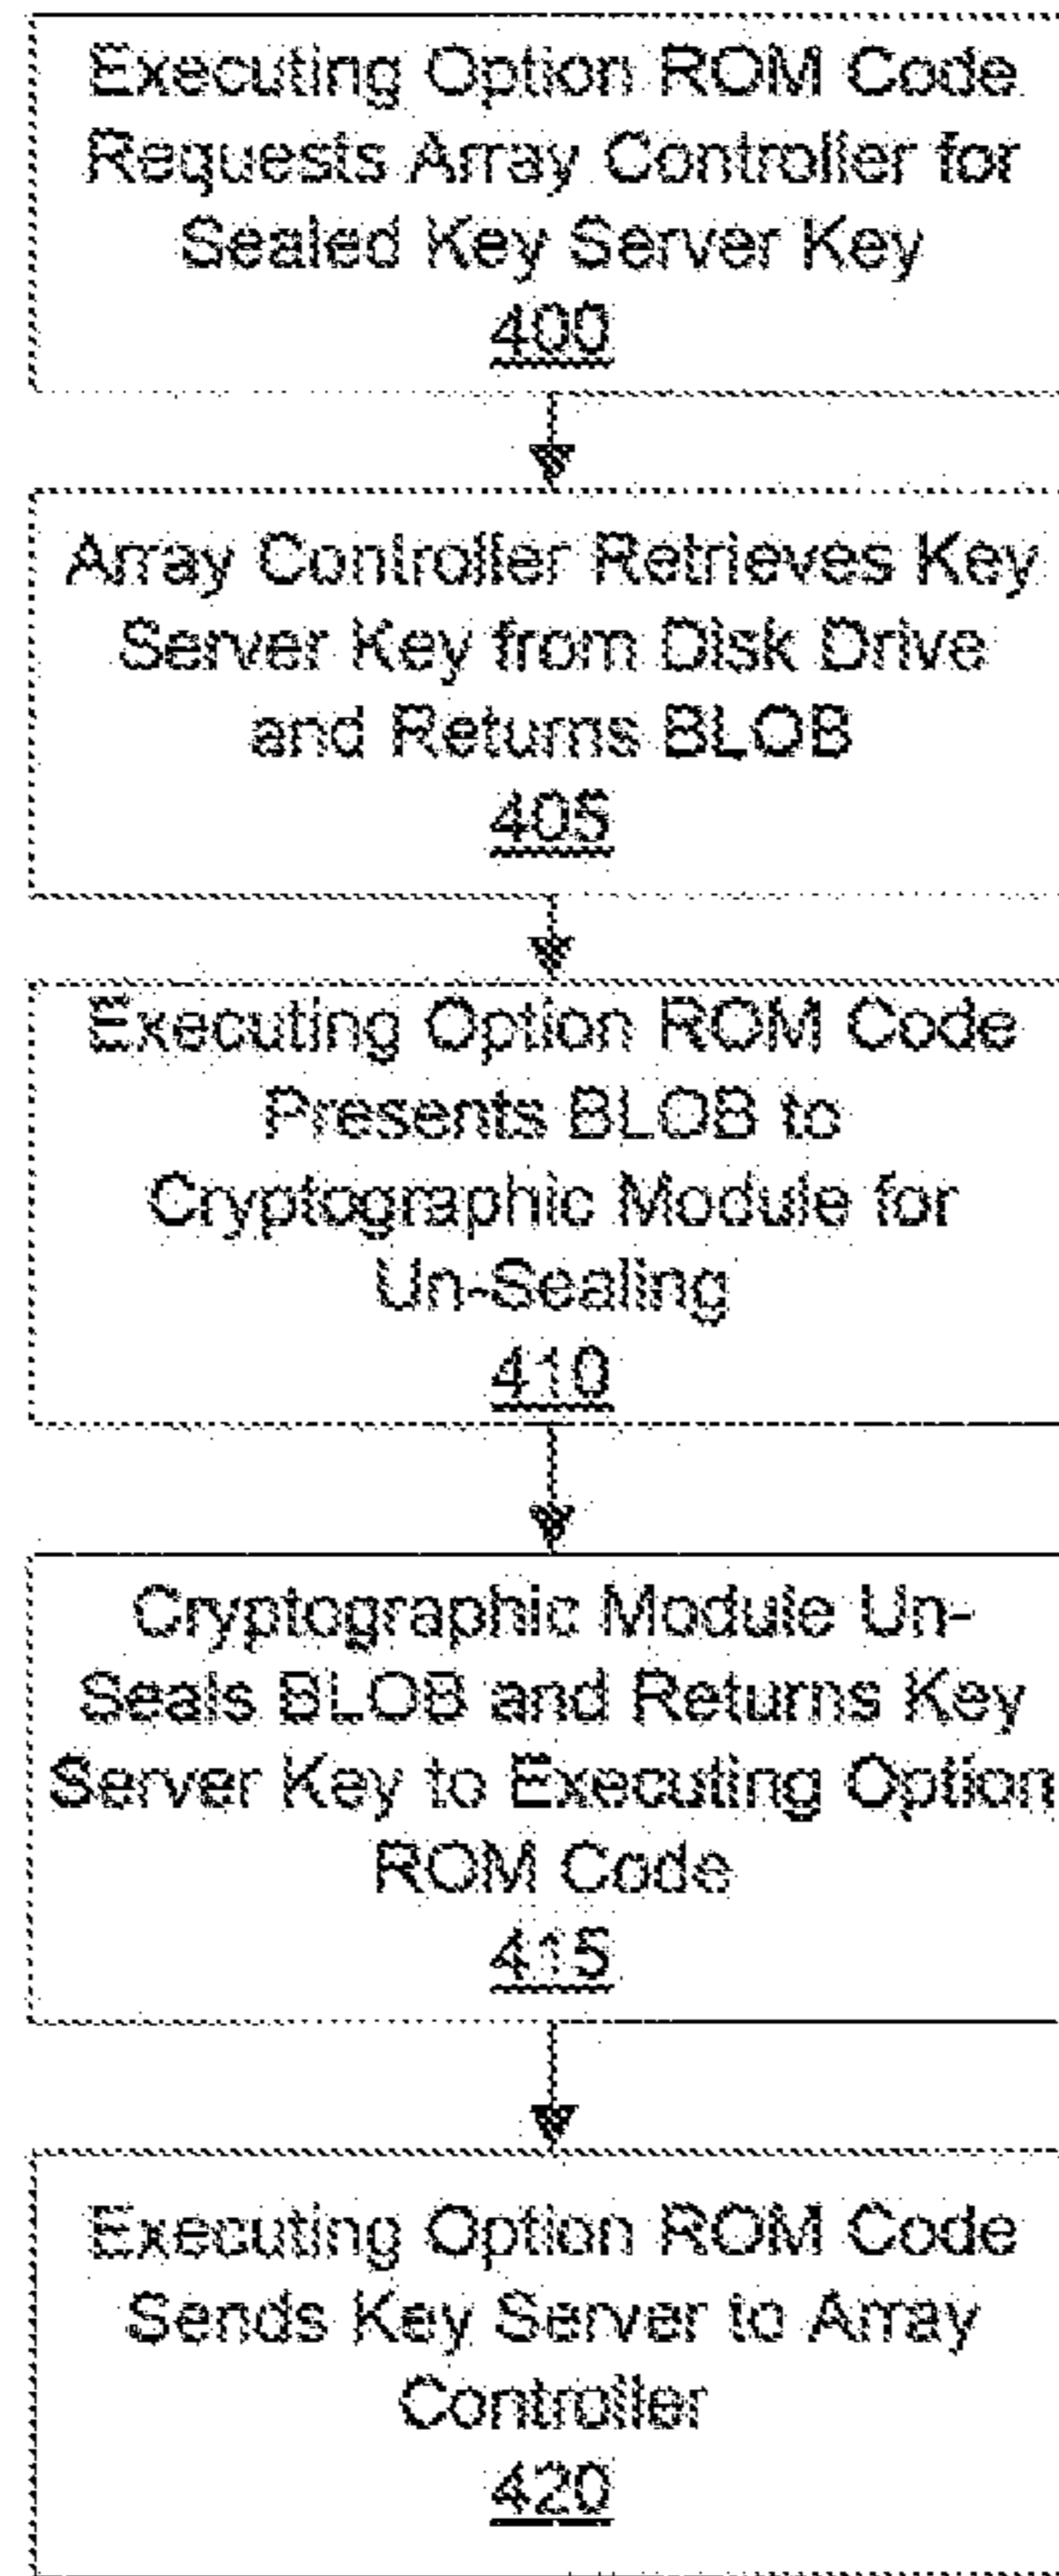 Executing Option ROM Code
Requests Array Controller for
Sealed Key Server Key
400
Array Controller Retrieves Key
Server Key from Disk Drive
and Returns BLOB
405
Executing Option ROM Code
Presents BLOB to
Cryptographic Module for
Un-Sealing
410
Cryptographic Module Un-
Seals BLOB and Returns Key
Server Key to Executing Option
ROM Code
415
Executing Option ROM Code
Sends Key Server to Array
Controller
420